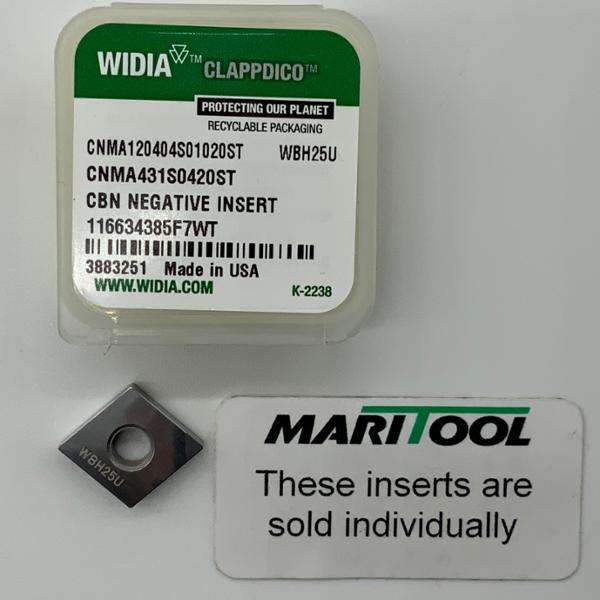 WIDIA™ CLAPPDICO™
PROTECTING OUR PLANET
RECYCLABLE PACKAGING
CNMA120404S01020ST WBH25U
CNMA431S0420ST
CBN NEGATIVE INSERT
116634385F7WT
3883251 Made in USA
WWW.WIDIA.COM K-2238
WBH25U
MARITOOL
These inserts are
sold individually